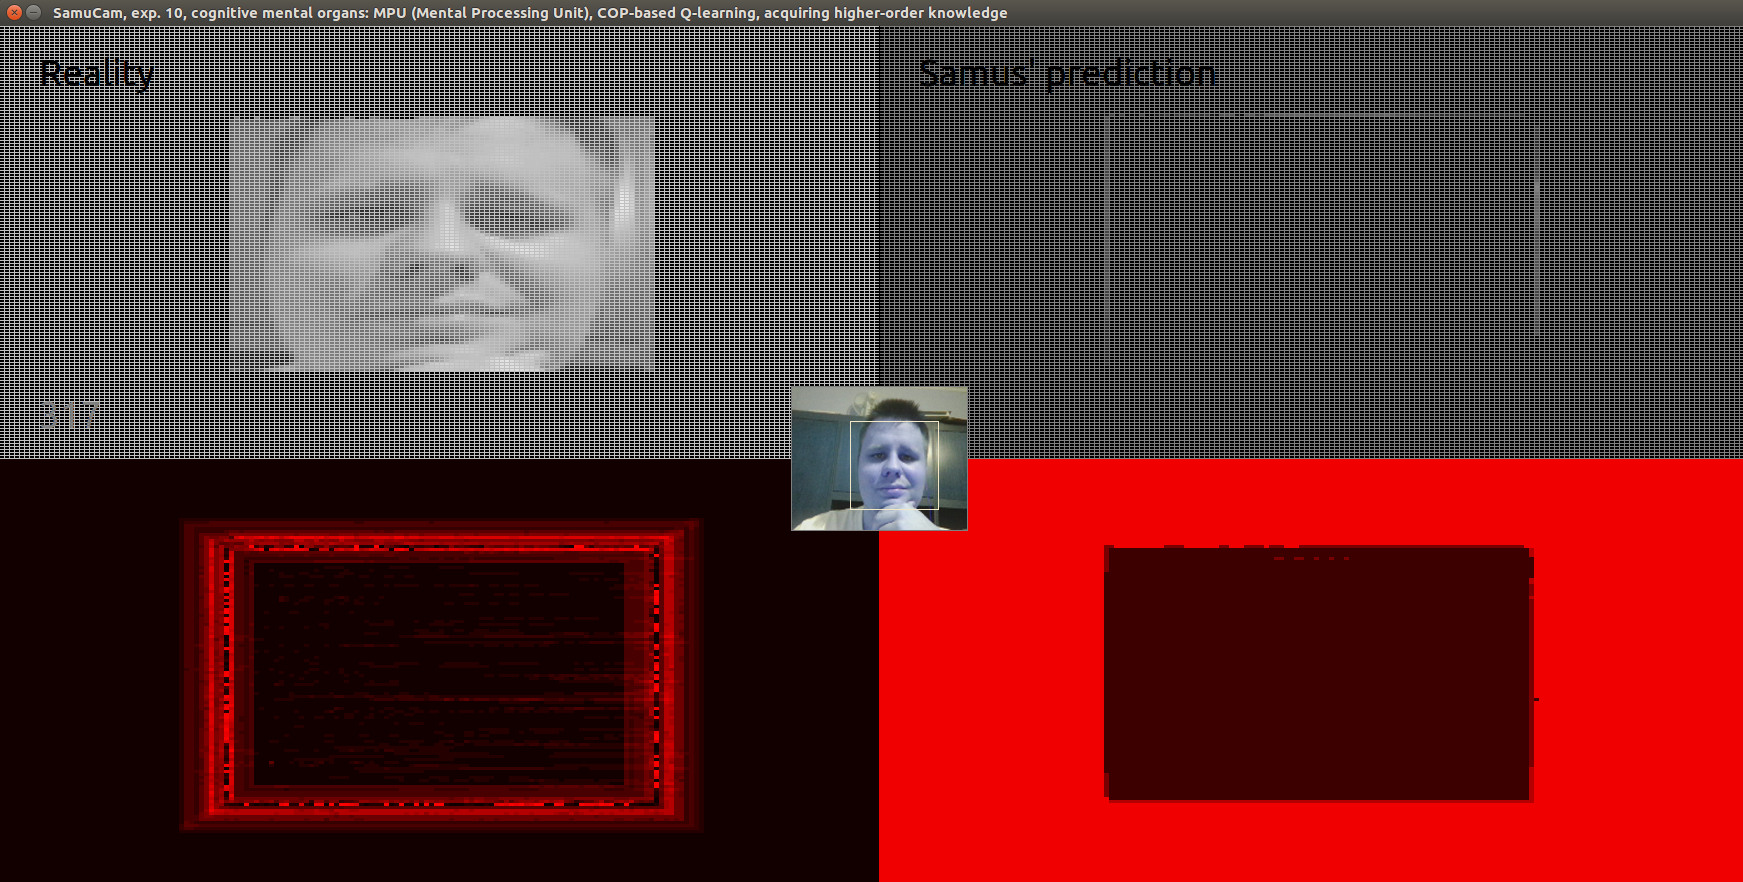 SamuCam, exp. 10, cognitive mental organs: MPU (Mental Processing Unit), COP-based Q-learning, acquiring higher-order knowledge
Reality
Samus' prediction
317